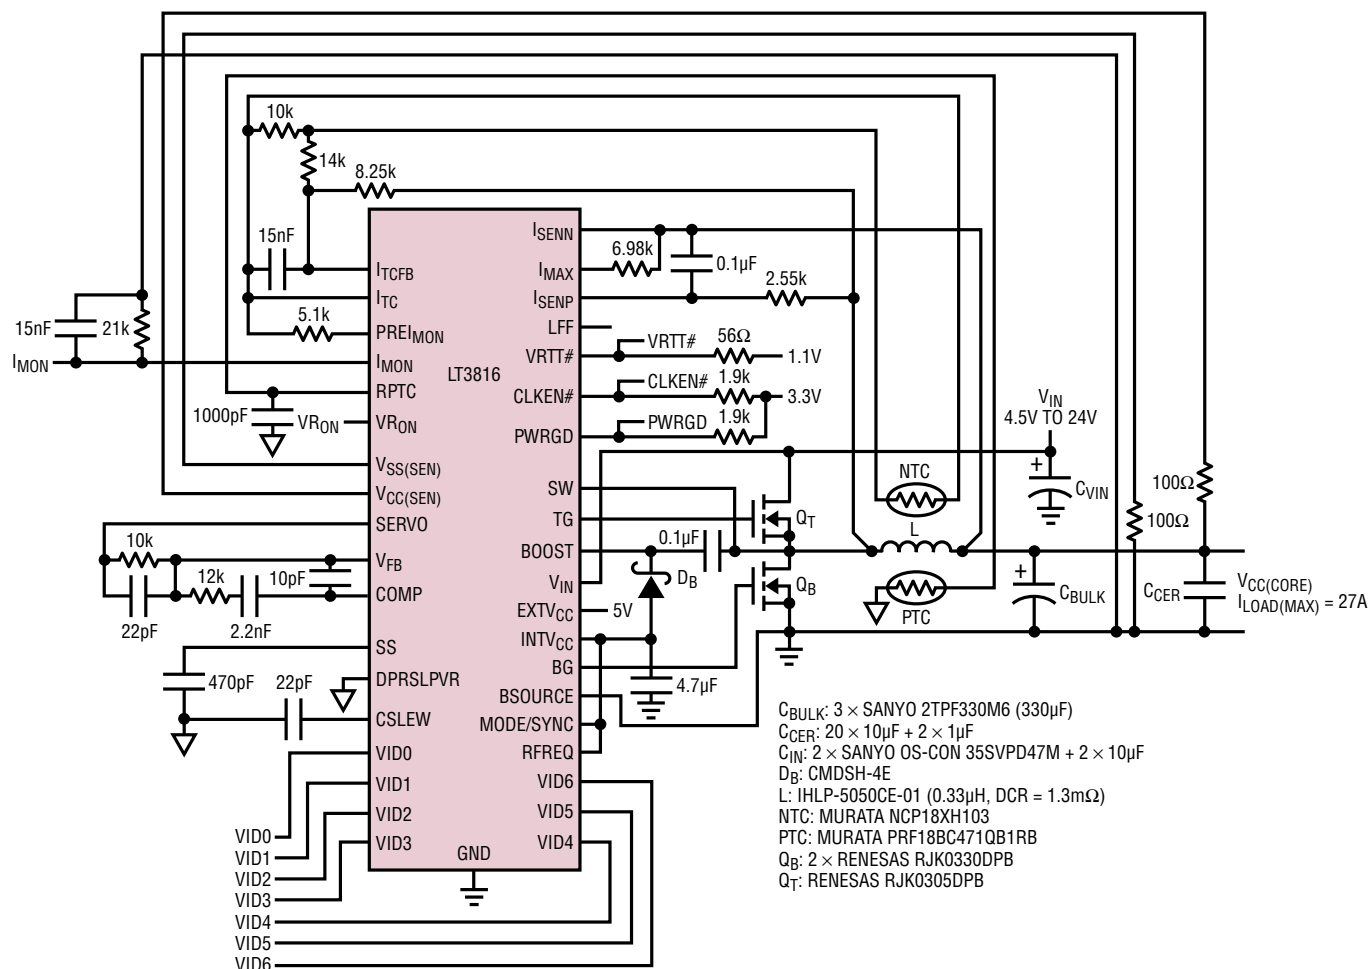 10k
14k
8.25k
15nF
5.1k
15nF
21k
IMON
1000pF
VRON
10k
12k
10pF
22pF
2.2nF
470pF
22pF
VID0
VID1
VID2
VID3
VID4
VID5
VID6
ITCFB
ITC
PREIMON
IMON
RPTC
VRON
VSS(SEN)
VCC(SEN)
SERVO
VFB
COMP
SS
DPRSLPVR
CSLEW
VID0
VID1
VID2
VID3
LT3816
GND
ISENN
IMAX
ISENP
LFF
VRTT#
CLKEN#
PWRGD
SW
TG
BOOST
VIN
EXTVCC
INTVCC
BG
BSOURCE
MODE/SYNC
RFREQ
VID6
VID5
VID4
6.98k
0.1µF
2.55k
VRTT#
56Ω
1.1V
CLKEN#
1.9k
3.3V
PWRGD
1.9k
VIN
4.5V TO 24V
+
CVIN
NTC
QT
L
0.1µF
DB
QB
5V
PTC
4.7µF
100Ω
100Ω
+
CBULK
CCER
VCC(CORE)
ILOAD(MAX) = 27A
CBULK: 3 × SANYO 2TPF330M6 (330µF)
CCER: 20 × 10µF + 2 × 1µF
CIN: 2 × SANYO OS-CON 35SVPD47M + 2 × 10µF
DB: CMDSH-4E
L: IHLP-5050CE-01 (0.33µH, DCR = 1.3mΩ)
NTC: MURATA NCP18XH103
PTC: MURATA PRF18BC471QB1RB
QB: 2 × RENESAS RJK0330DPB
QT: RENESAS RJK0305DPB